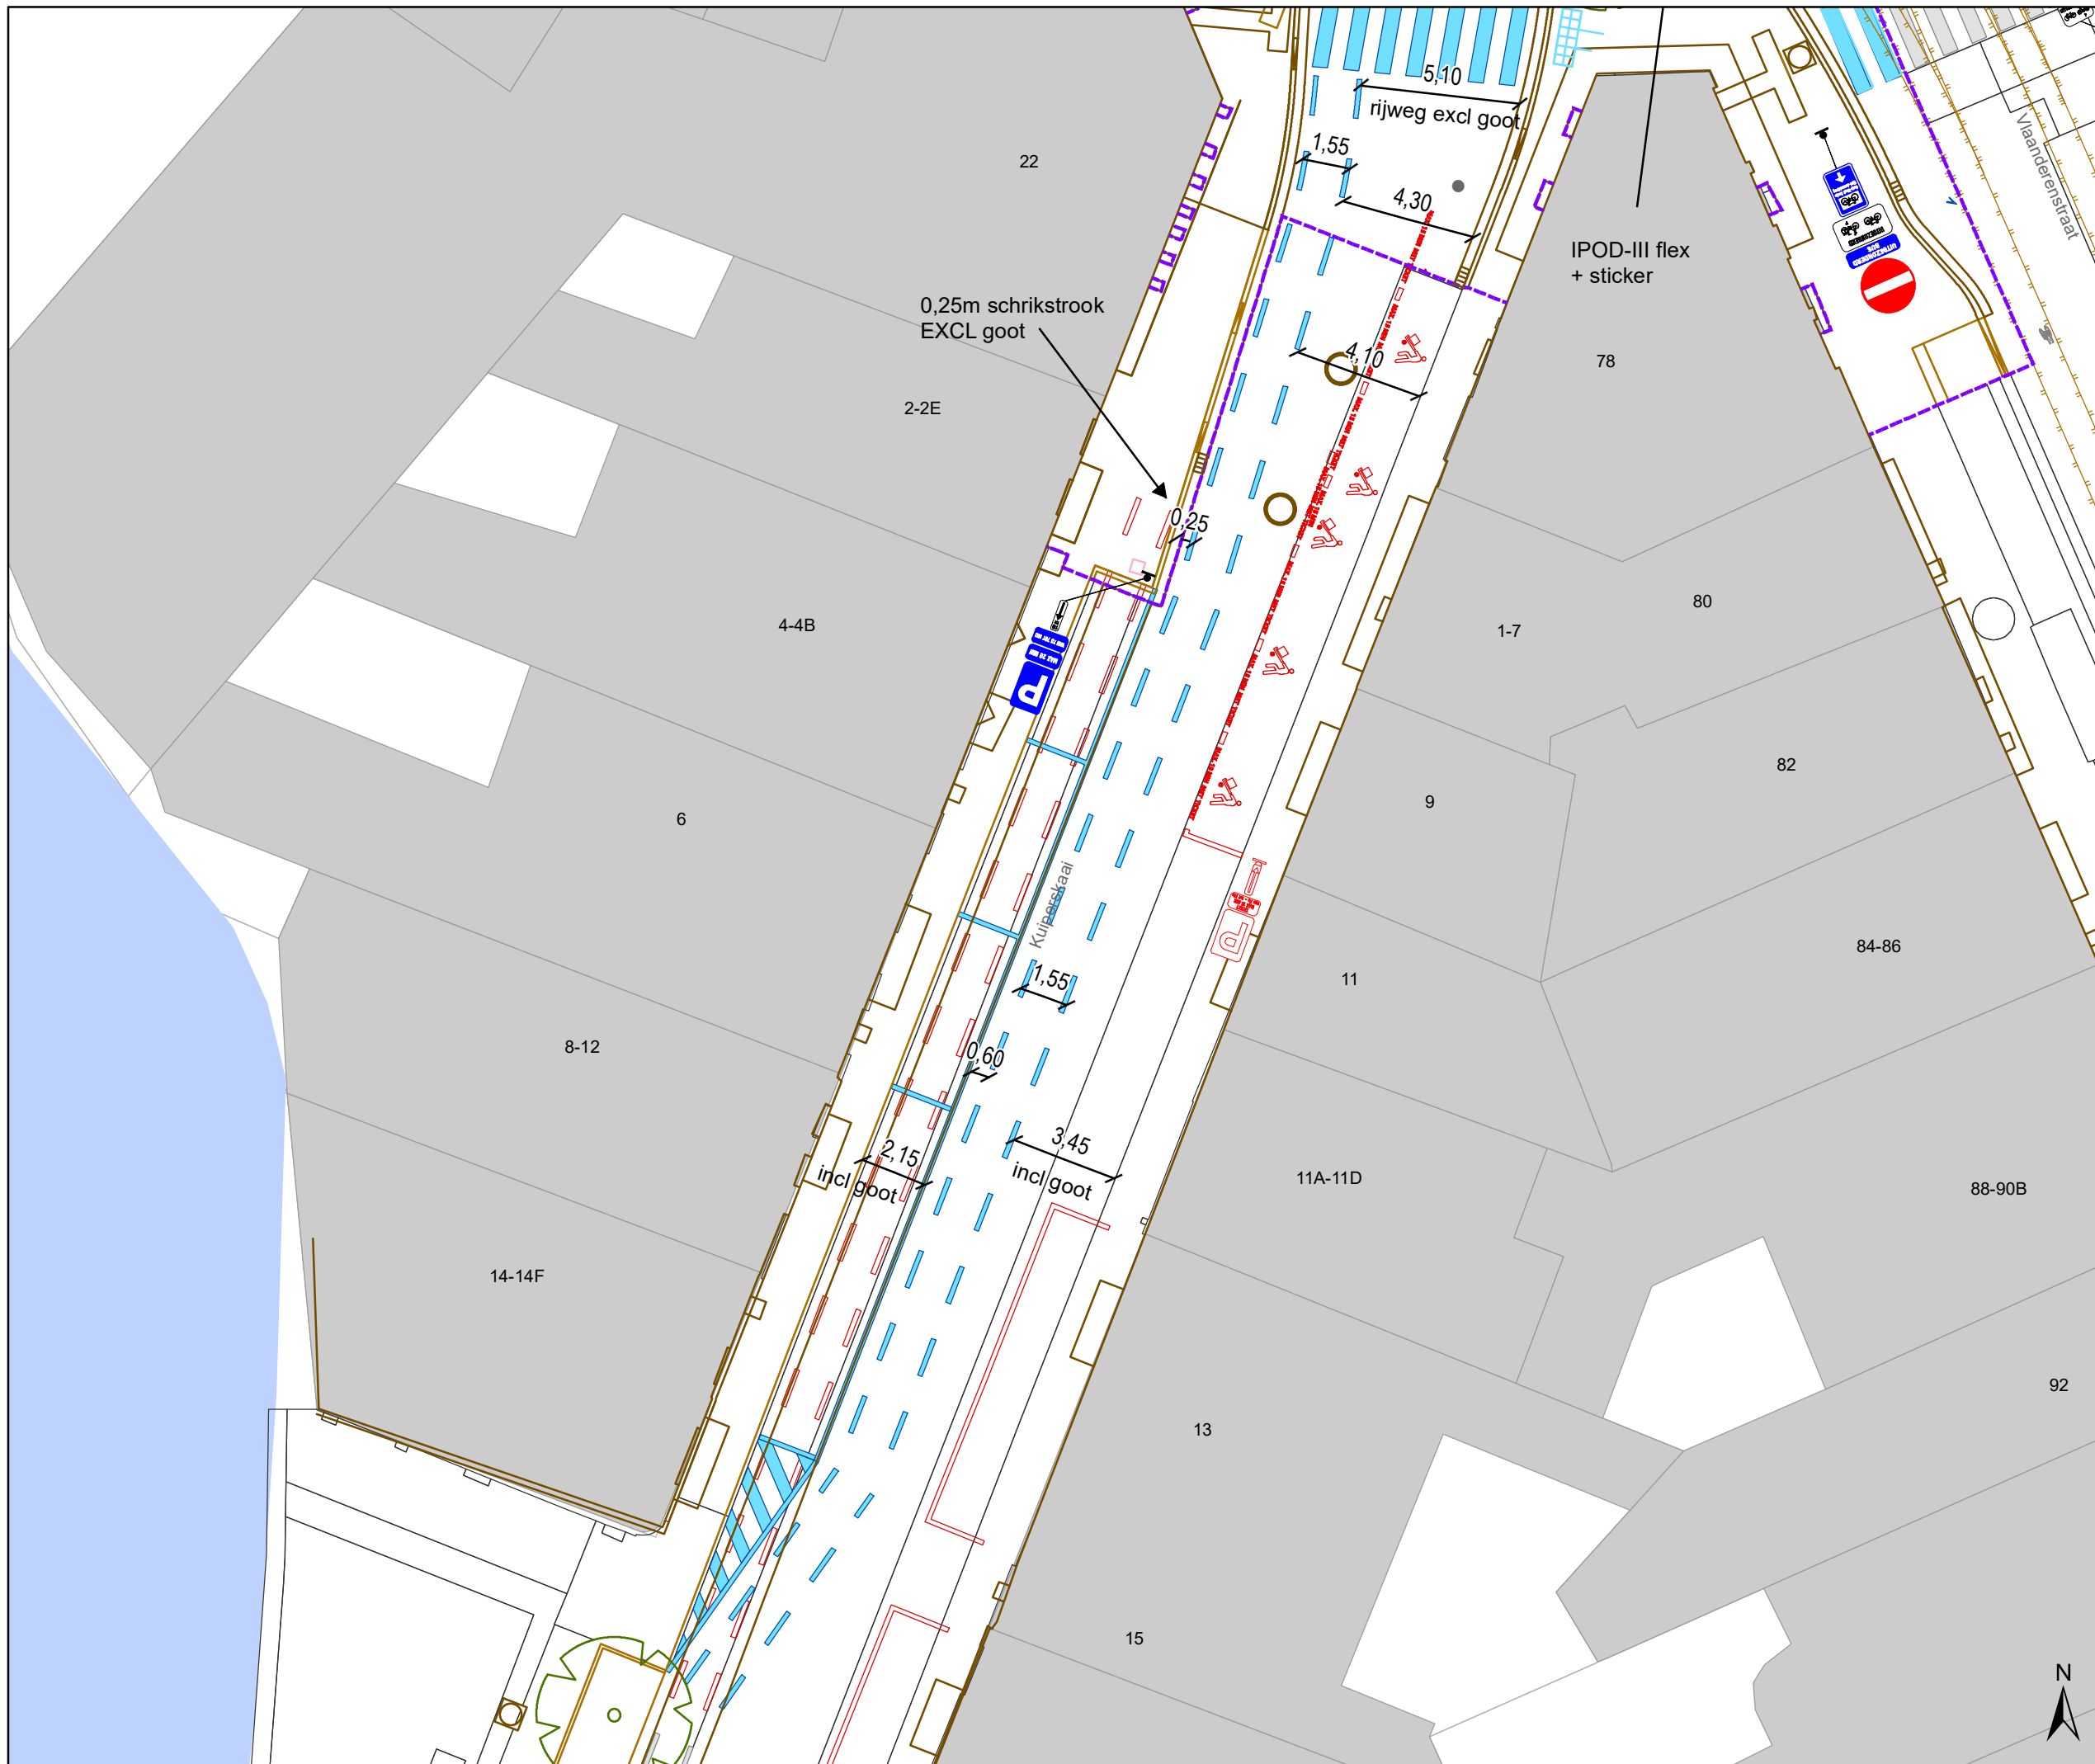 5,10
rijweg excl goot
1,55
22
4,30
Vlaanderenstraat
IPOD-III flex
+ sticker
0,25m schrikstrook
EXCL goot
4,10
78
2-2E
0,25
80
4-4B
1-7
P
82
9
6
Kuiperskaai
P
84-86
11
1,55
8-12
0,60
2,15
incl goot
3,45
incl goot
11A-11D
88-90B
14-14F
92
13
15
N